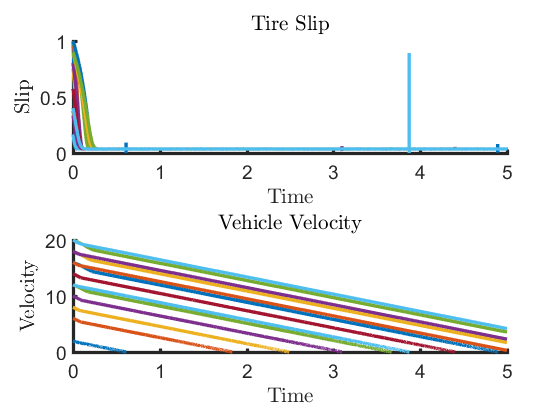 Tire Slip
1
0.5
0
Slip
0 1 2 3 4 5
Time
Vehicle Velocity
20
10
0
Velocity
0 1 2 3 4 5
Time